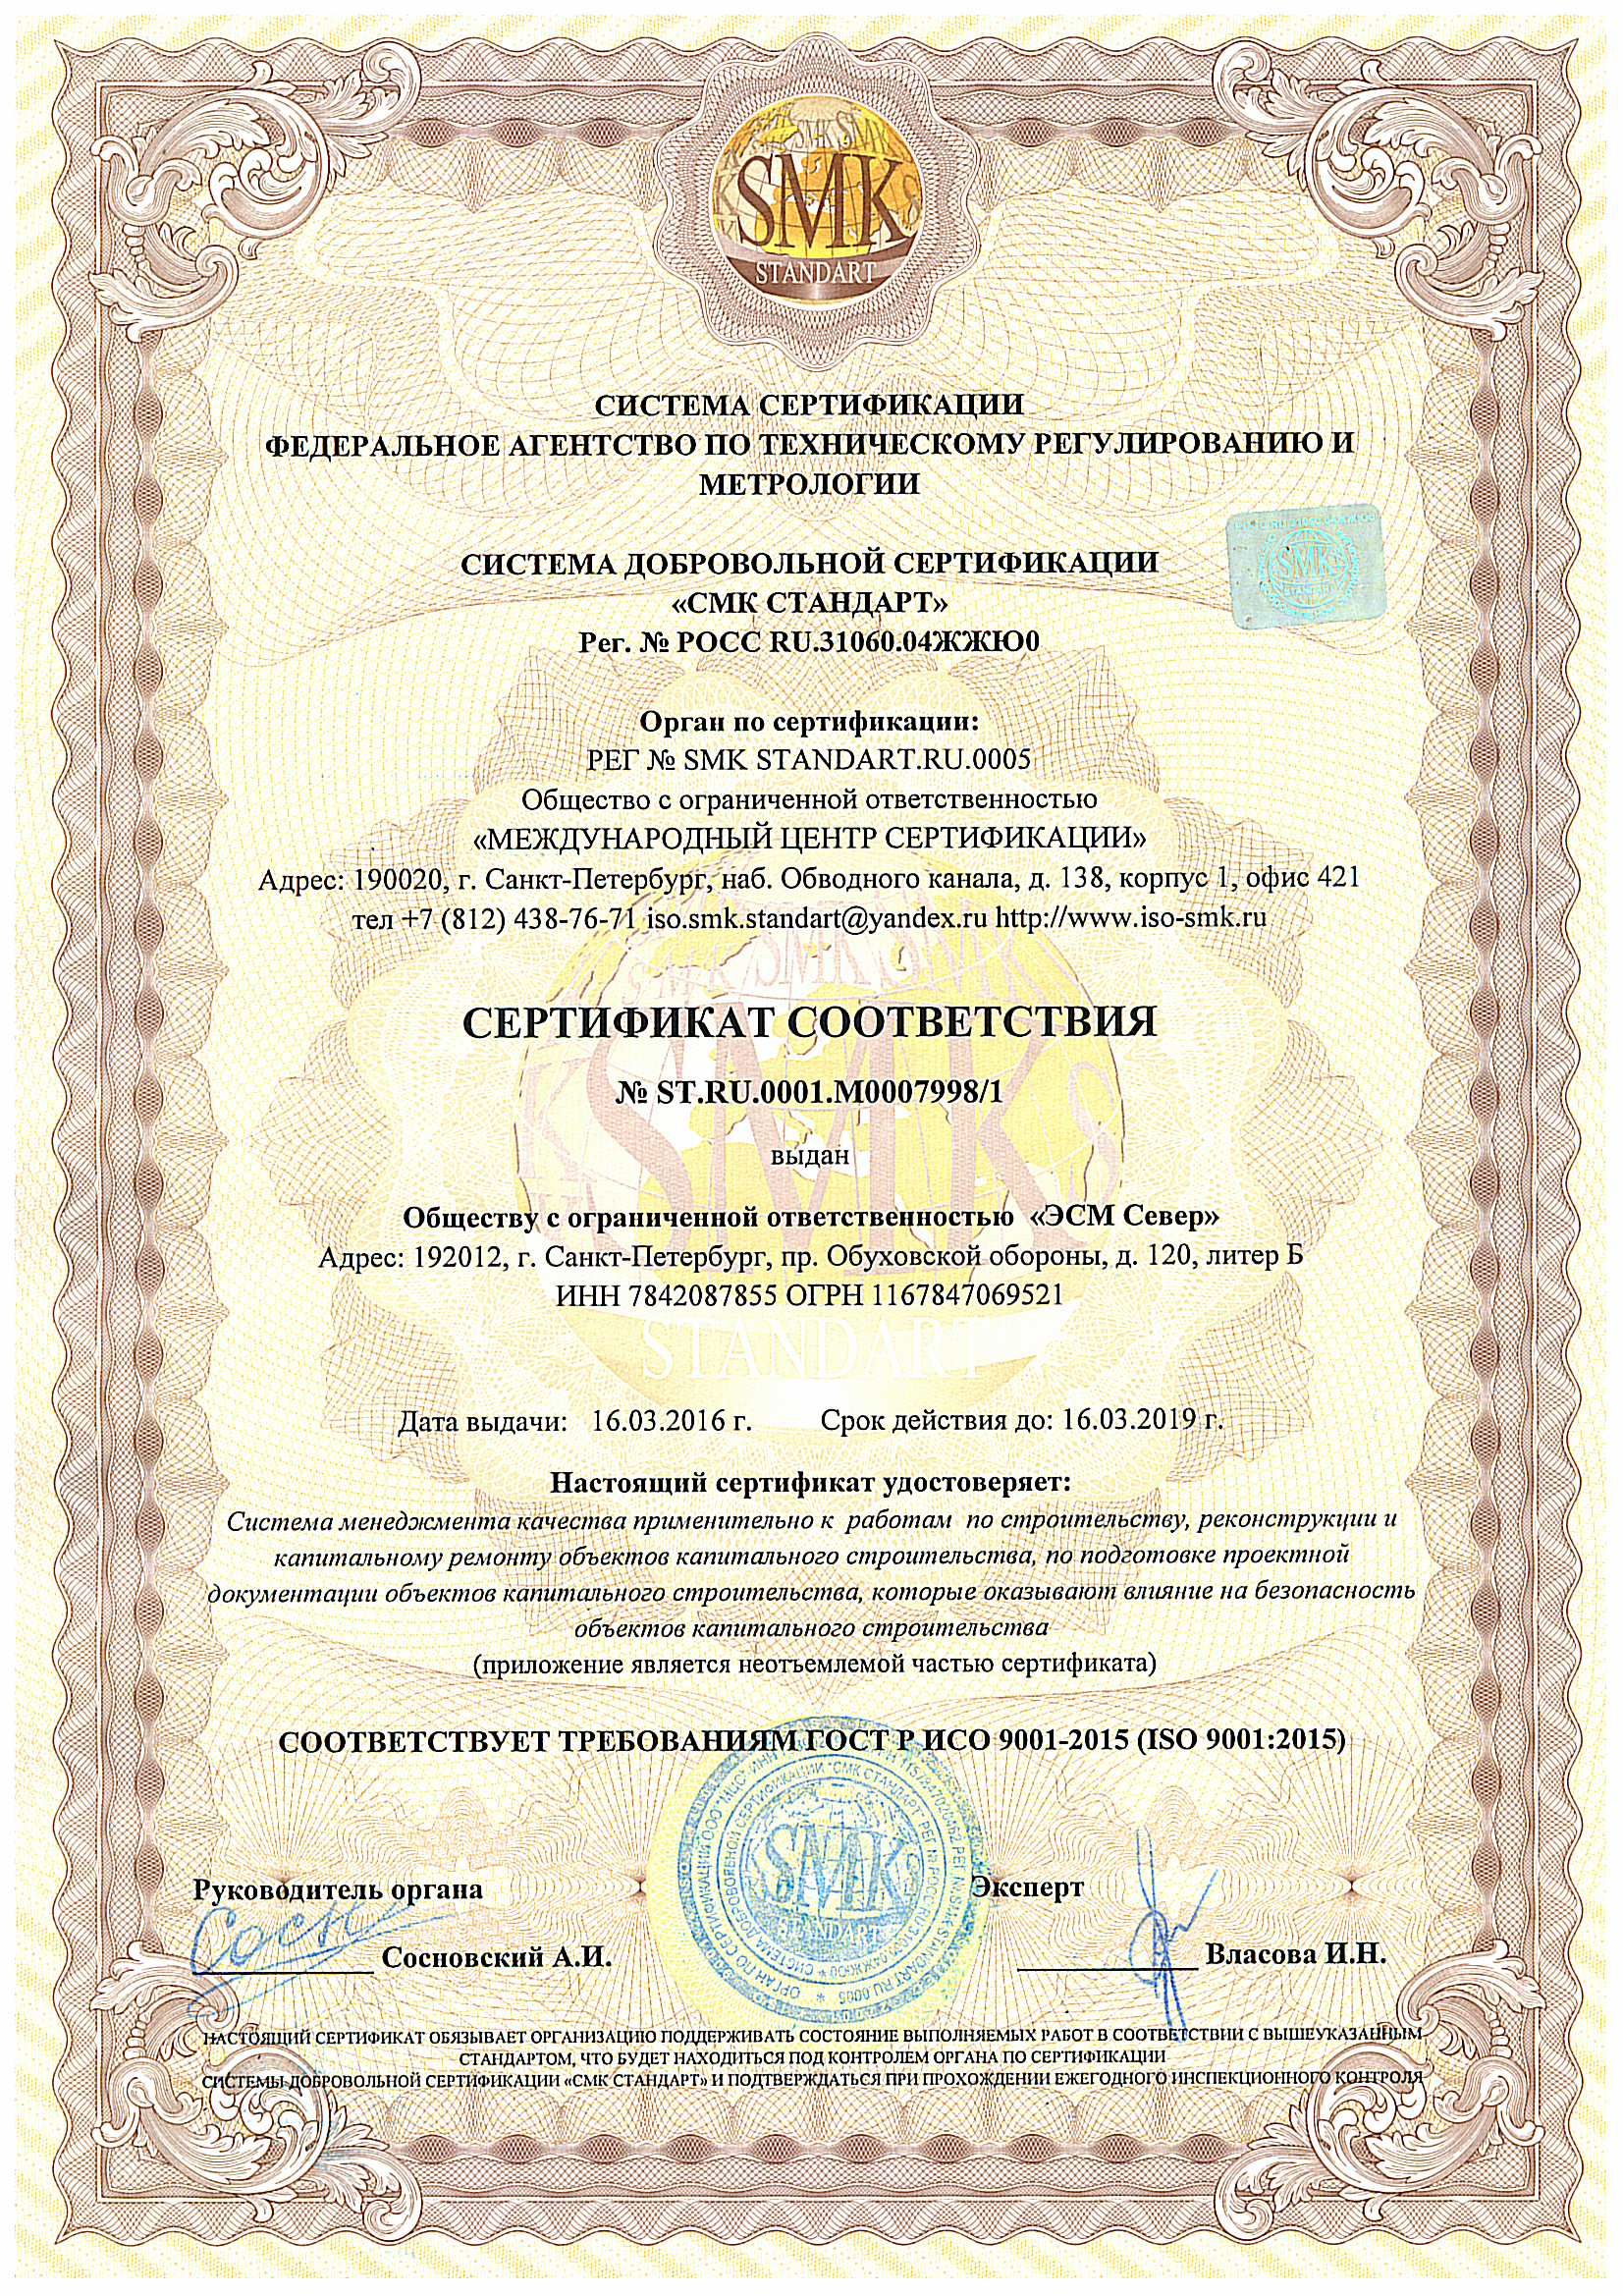 SMK
STANDART
СИСТЕМА СЕРТИФИКАЦИИ
ФЕДЕРАЛЬНОЕ АГЕНТСТВО ПО ТЕХНИЧЕСКОМУ РЕГУЛИРОВАНИЮ И
МЕТРОЛОГИИ
СИСТЕМА ДОБРОВОЛЬНОЙ СЕРТИФИКАЦИИ
«СМК СТАНДАРТ»
Рег. № РОСС RU.31060.04ЖЖЮ0
Орган по сертификации:
РЕГ № SMK STANDART.RU.0005
Общество с ограниченной ответственностью
«МЕЖДУНАРОДНЫЙ ЦЕНТР СЕРТИФИКАЦИИ»
Адрес: 190020, г. Санкт-Петербург, наб. Обводного канала, д. 138, корпус 1, офис 421
тел +7 (812) 438-76-71 iso.smk.standart@yandex.ru http://www.iso-smk.ru
СЕРТИФИКАТ СООТВЕТСТВИЯ
№ ST.RU.0001.M0007998/1
выдан
Обществу с ограниченной ответственностью «ЭСМ Север»
Адрес: 192012, г. Санкт-Петербург, пр. Обуховской обороны, д. 120, литер Б
ИНН 7842087855 ОГРН 1167847069521
STANDART
Дата выдачи: 16.03.2016 г. Срок действия до: 16.03.2019 г.
Настоящий сертификат удостоверяет:
Система менеджмента качества применительно к работам по строительству, реконструкции и
капитальному ремонту объектов капитального строительства, по подготовке проектной
документации объектов капитального строительства, которые оказывают влияние на безопасность
объектов капитального строительства
(приложение является неотъемлемой частью сертификата)
СООТВЕТСТВУЕТ ТРЕБОВАНИЯМ ГОСТ Р ИСО 9001-2015 (ISO 9001:2015)
SMK
STANDART
Руководитель органа Эксперт
Сосновский А.И. Власова И.Н.
НАСТОЯЩИЙ СЕРТИФИКАТ ОБЯЗЫВАЕТ ОРГАНИЗАЦИЮ ПОДДЕРЖИВАТЬ СОСТОЯНИЕ ВЫПОЛНЯЕМЫХ РАБОТ В СООТВЕТСТВИИ С ВЫШЕУКАЗАННЫМ
СТАНДАРТОМ, ЧТО БУДЕТ НАХОДИТЬСЯ ПОД КОНТРОЛЕМ ОРГАНА ПО СЕРТИФИКАЦИИ
СИСТЕМЫ ДОБРОВОЛЬНОЙ СЕРТИФИКАЦИИ «СМК СТАНДАРТ» И ПОДТВЕРЖДАТЬСЯ ПРИ ПРОХОЖДЕНИИ ЕЖЕГОДНОГО ИНСПЕКЦИОННОГО КОНТРОЛЯ